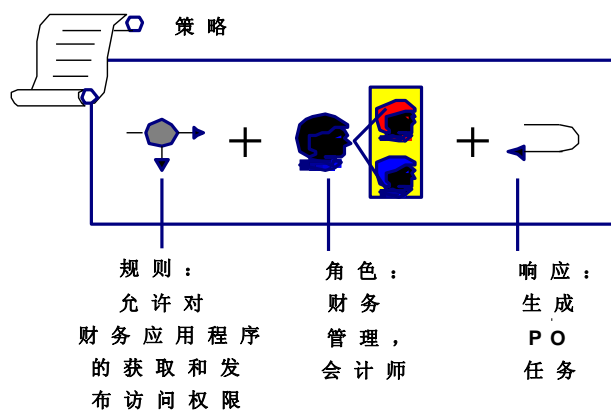 策略
规则：
允许对
财务应用程序
的获取和发
布访问权限
角色：
财务
管理，
会计师
响应：
生成
PO
任务